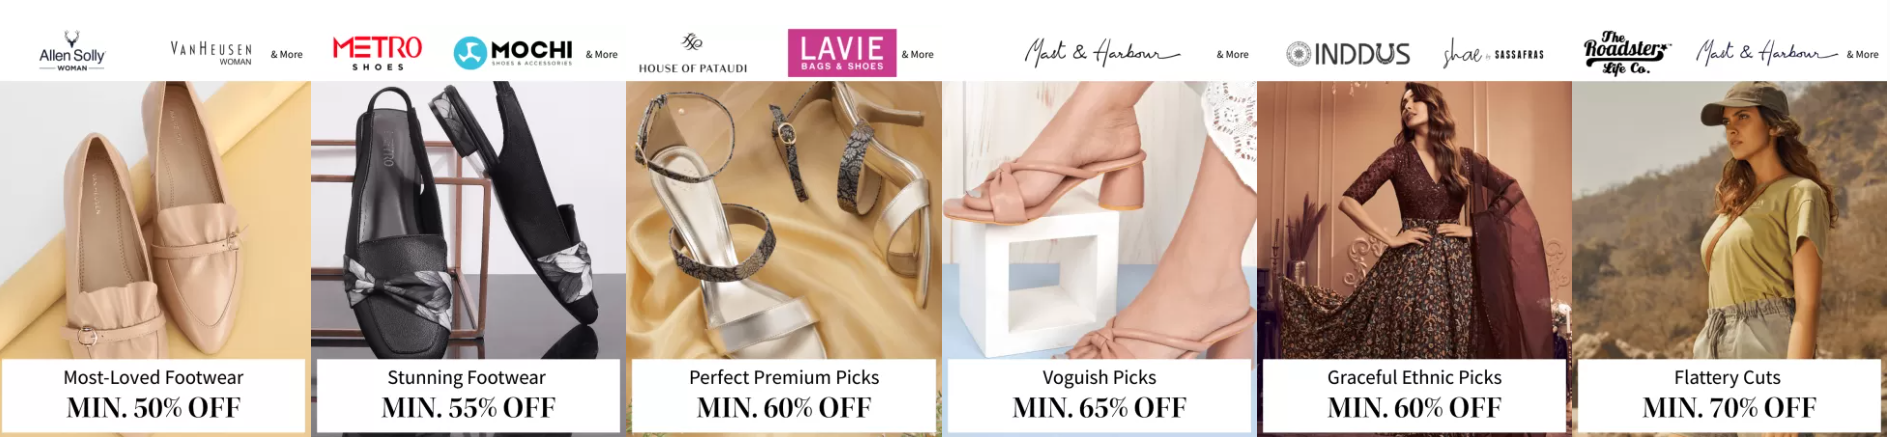 Allen Solly
WOMAN
VAN HEUSEN
WOMAN
& More
Most-Loved Footwear
MIN. 50% OFF
METRO
SHOES
MOCHI
SHOES & ACCESSORIES
& More
Stunning Footwear
MIN. 55% OFF
HOUSE OF PATAUDI
LAVIE
BAGS & SHOES
& More
Perfect Premium Picks
MIN. 60% OFF
Mast & Harbour
& More
Voguish Picks
MIN. 65% OFF
INDDUS
shae by SASSAFRAS
Graceful Ethnic Picks
MIN. 60% OFF
The
Roadster
Life Co.
Mast & Harbour
& More
Flattery Cuts
MIN. 70% OFF